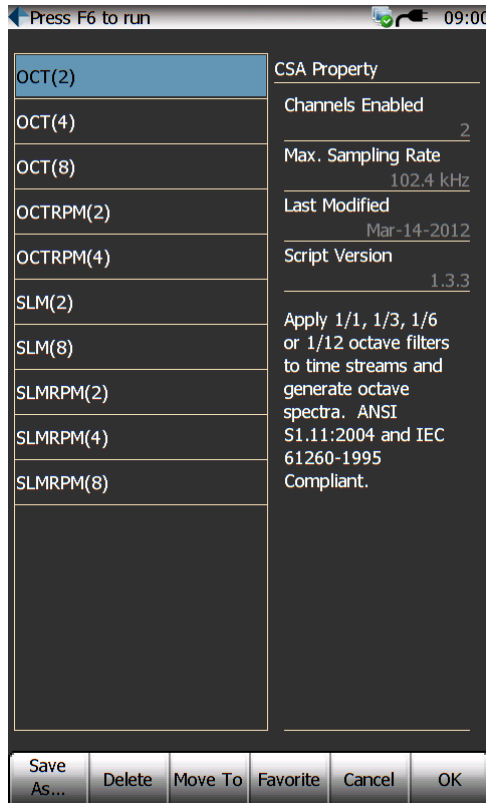 Press F6 to run
09:00
OCT(2)
OCT(4)
OCT(8)
OCTRPM(2)
OCTRPM(4)
SLM(2)
SLM(8)
SLMRPM(2)
SLMRPM(4)
SLMRPM(8)
CSA Property
Channels Enabled
2
Max. Sampling Rate
102.4 kHz
Last Modified
Mar-14-2012
Script Version
1.3.3
Apply 1/1, 1/3, 1/6
or 1/12 octave filters
to time streams and
generate octave
spectra. ANSI
S1.11:2004 and IEC
61260-1995
Compliant.
Save
As...
Delete
Move To
Favorite
Cancel
OK